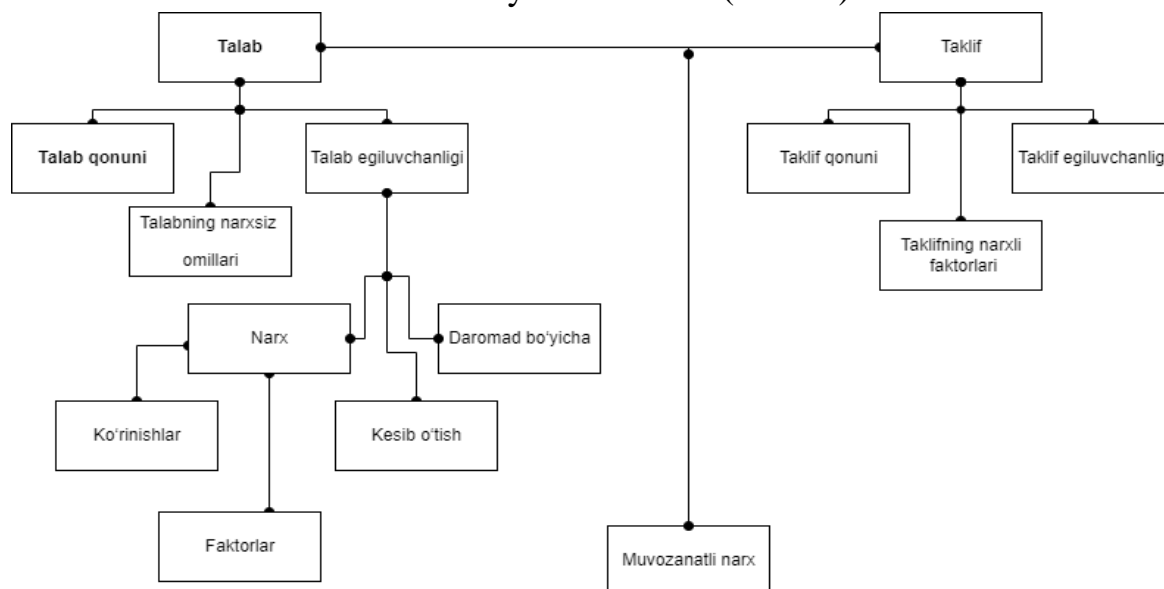 Talab
Taklif
Talab qonuni
Talab egiluvchanligi
Taklif qonuni
Taklif egiluvchanligi
Talabning narxsiz
omillari
Taklifning narxli
faktorlari
Narx
Daromad bo‘yicha
Ko‘rinishlar
Kesib o‘tish
Faktorlar
Muvozanatli narx